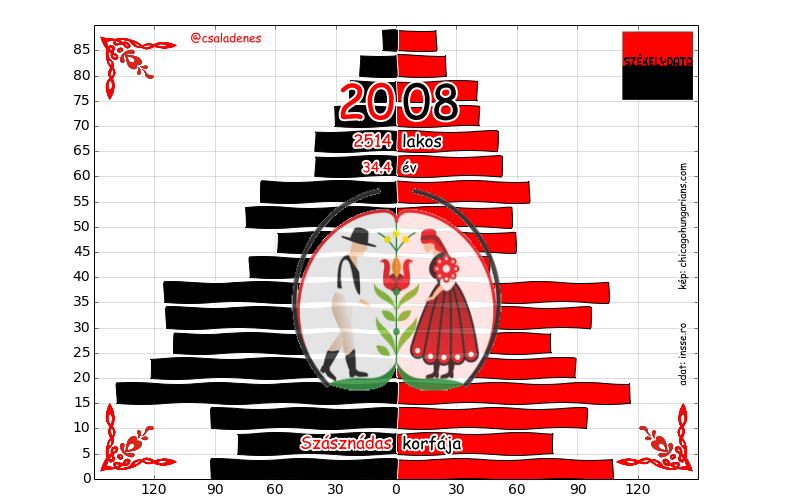 @csaladenes
SZÉKELYDATA
2008
2514 lakos
34.4 év
kép: chicagohungarians.com
adat: insse.ro
Szásznádas korfája
85
80
75
70
65
60
55
50
45
40
35
30
25
20
15
10
5
0
120 90 60 30 0 30 60 90 120